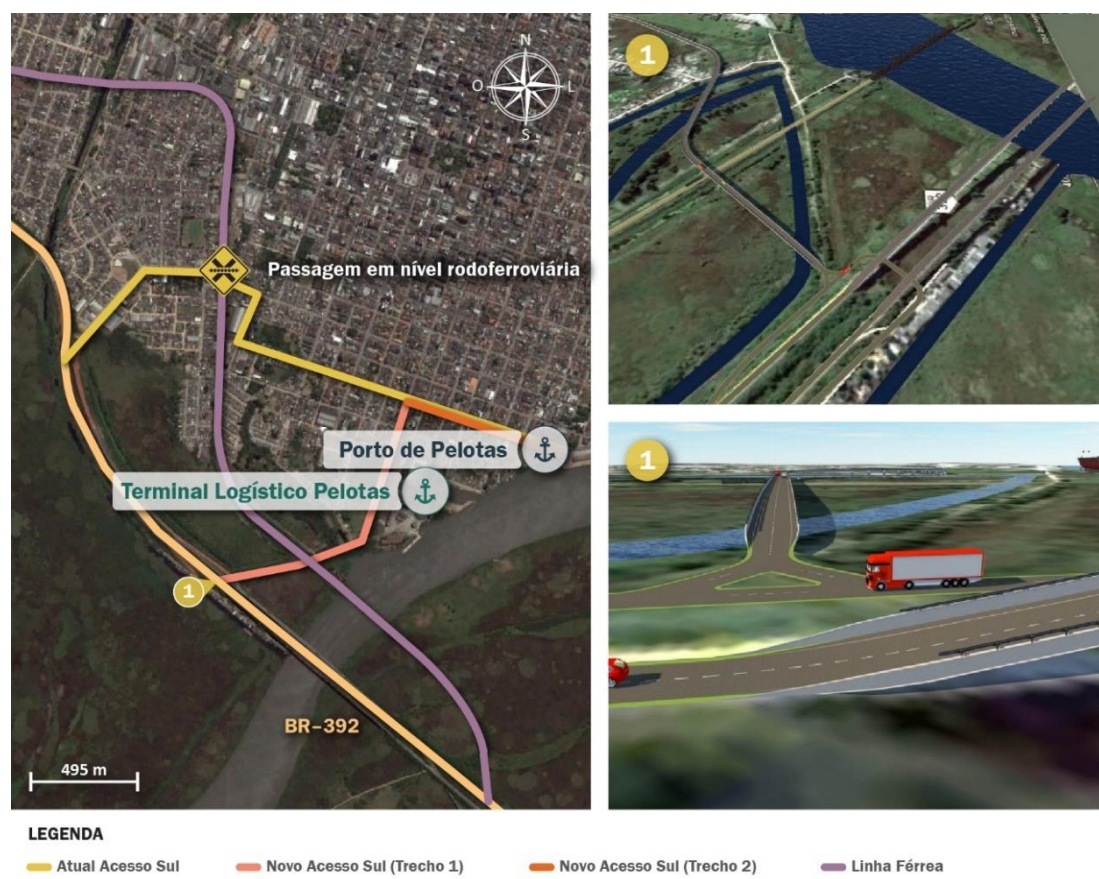 N
O
L
S
Passagem em nível rodoferroviária
Porto de Pelotas
Terminal Logístico Pelotas
1
BR–392
495 m
1
1
LEGENDA
Atual Acesso Sul
Novo Acesso Sul (Trecho 1)
Novo Acesso Sul (Trecho 2)
Linha Férrea